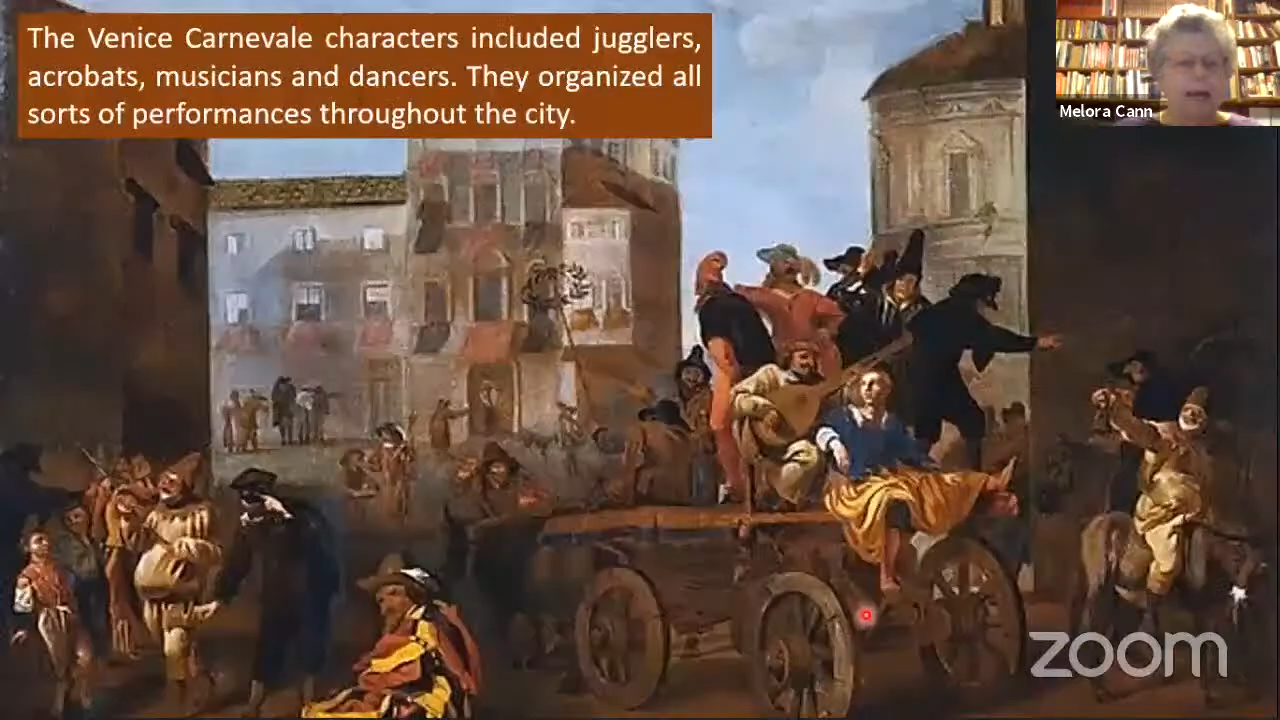 The Venice Carnevale characters included jugglers,
acrobats, musicians and dancers. They organized all
sorts of performances throughout the city.
Melora Cann
zoom